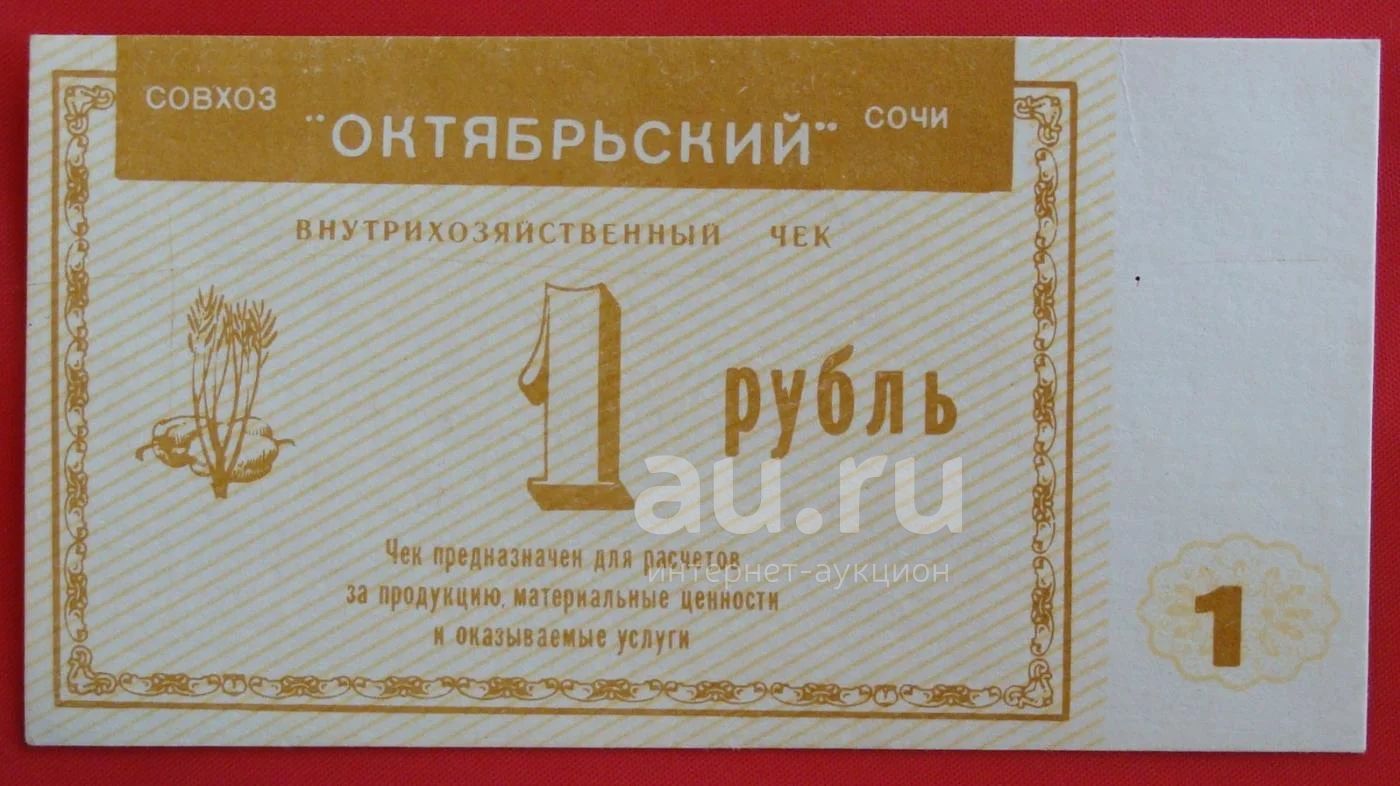 СОВХОЗ "ОКТЯБРЬСКИЙ" СОЧИ
ВНУТРИХОЗЯЙСТВЕННЫЙ ЧЕК
1 рубль
au.ru
интернет-аукцион
Чек предназначен для расчетов
за продукцию, материальные ценности
и оказываемые услуги
1